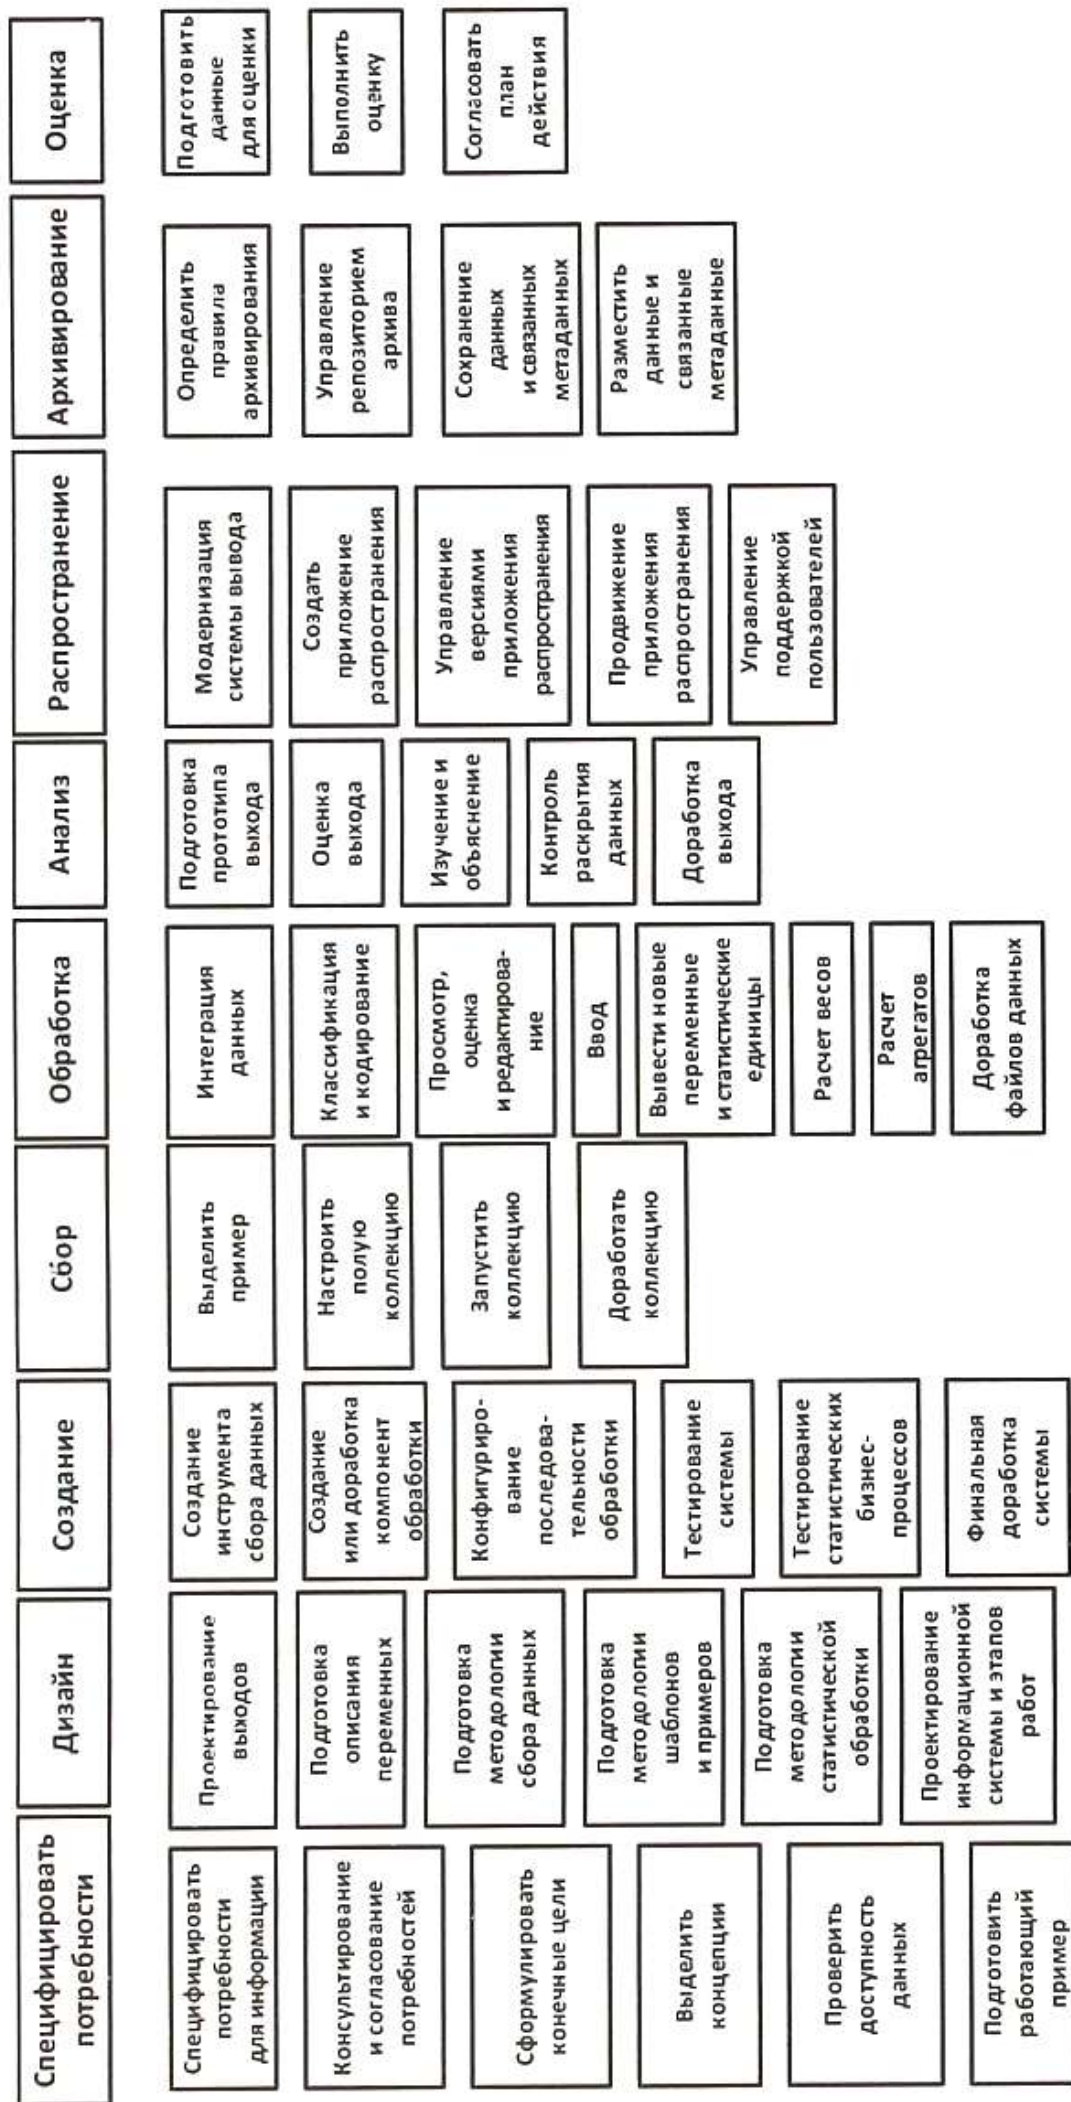 Специфицировать
потребности
Дизайн
Создание
Сбор
Обработка
Анализ
Распространение
Архивирование
Оценка
Специфицировать
потребности
для информации
Консультирование
и согласование
потребностей
Сформулировать
конечные цели
Выделить
концепции
Проверить
доступность
данных
Подготовить
работающий
пример
Проектирование
выходов
Подготовка
описания
переменных
Подготовка
методологии
сбора данных
Подготовка
методологии
шаблонов
и примеров
Подготовка
методологии
статистической
обработки
Проектирование
информационной
системы и этапов
работ
Создание
инструмента
сбора данных
Создание
или доработка
компонент
обработки
Конфигуриро-
вание
последова-
тельности
обработки
Тестирование
системы
Тестирование
статистических
бизнес-
процессов
Финальная
доработка
системы
Выделить
пример
Настроить
полую
коллекцию
Запустить
коллекцию
Доработать
коллекцию
Интеграция
данных
Классификация
и кодирование
Просмотр,
оценка
и редактирова-
ние
Ввод
Вывести новые
переменные
и статистические
единицы
Расчет весов
Расчет
агрегатов
Доработка
файлов данных
Подготовка
прототипа
выхода
Оценка
выхода
Изучение и
объяснение
Контроль
раскрытия
данных
Доработка
выхода
Модернизация
системы вывода
Создать
приложение
распространения
Управление
версиями
приложения
распространения
Продвижение
приложения
распространения
Управление
поддержкой
пользователей
Определить
правила
архивирования
Управление
репозиторием
архива
Сохранение
данных
и связанных
метаданных
Разместить
данные и
связанные
метаданные
Подготовить
данные
для оценки
Выполнить
оценку
Согласовать
план
действия